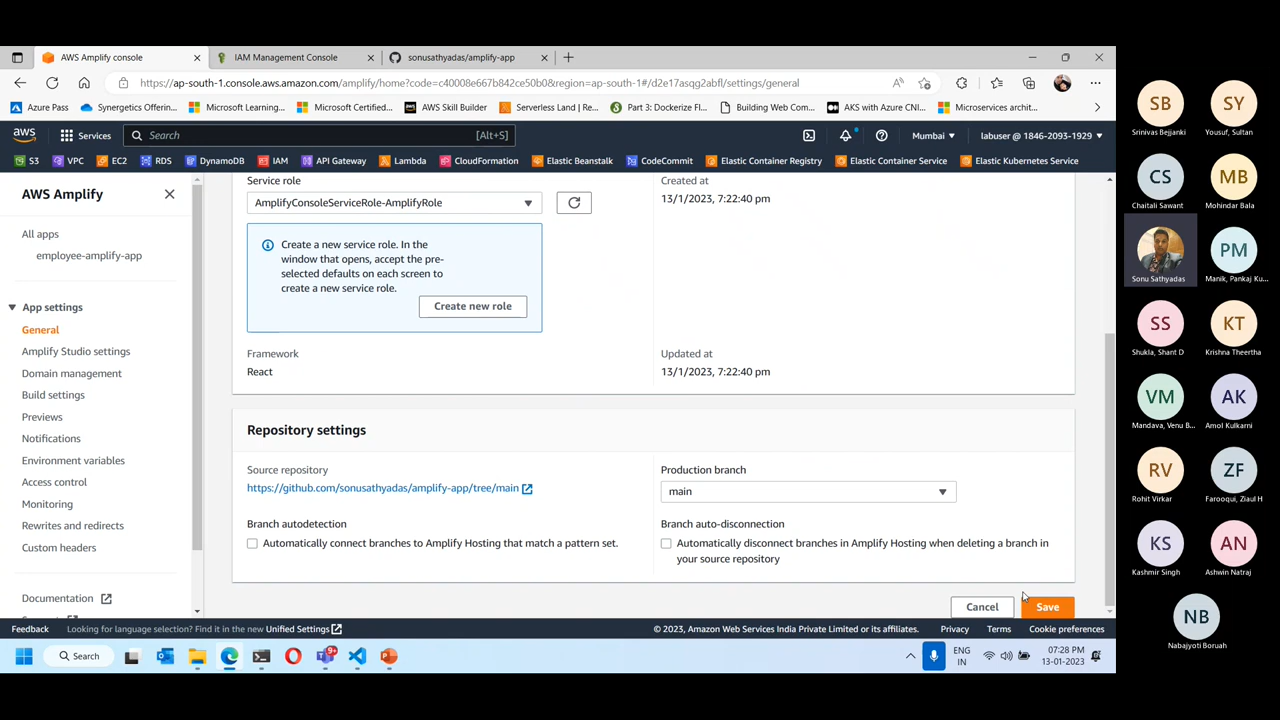 AWS Amplify console
IAM Management Console
sonusathyadas/amplify-app
https://ap-south-1.console.aws.amazon.com/amplify/home?code=c40008e667b842ce50b0&region=ap-south-1#/d2e17asqg2abfl/settings/general
Azure Pass
Synergetics Offering...
Microsoft Learning...
Microsoft Certified...
AWS Skill Builder
Serverless Land | Re...
Part 3: Dockerize Fl...
Building Web Com...
AKS with Azure CNI...
Microservices archit...
aws
Services
Search
[Alt+S]
Mumbai
labuser @ 1846-2093-1929
S3
VPC
EC2
RDS
DynamoDB
IAM
API Gateway
Lambda
CloudFormation
Elastic Beanstalk
CodeCommit
Elastic Container Registry
Elastic Container Service
Elastic Kubernetes Service
AWS Amplify
All apps
employee-amplify-app
App settings
General
Amplify Studio settings
Domain management
Build settings
Previews
Notifications
Environment variables
Access control
Monitoring
Rewrites and redirects
Custom headers
Documentation
Service role
AmplifyConsoleServiceRole-AmplifyRole
Create a new service role. In the
window that opens, accept the pre-
selected defaults on each screen to
create a new service role.
Create new role
Created at
13/1/2023, 7:22:40 pm
Framework
React
Updated at
13/1/2023, 7:22:40 pm
Repository settings
Source repository
https://github.com/sonusathyadas/amplify-app/tree/main
Production branch
main
Branch autodetection
Automatically connect branches to Amplify Hosting that match a pattern set.
Branch auto-disconnection
Automatically disconnect branches in Amplify Hosting when deleting a branch in
your source repository
Cancel
Save
Feedback
Looking for language selection? Find it in the new Unified Settings
© 2023, Amazon Web Services India Private Limited or its affiliates.
Privacy
Terms
Cookie preferences
Search
9+
ENG
IN
07:28 PM
13-01-2023
SB
Srinivas Bejjanki
SY
Yousuf, Sultan
CS
Chaitali Sawant
MB
Mohindar Bala
Sonu Sathyadas
PM
Manik, Pankaj Ku...
SS
Shukla, Shant D
KT
Krishna Theertha
VM
Mandava, Venu B...
AK
Amol Kulkarni
RV
Rohit Virkar
ZF
Farooqui, Ziaul H
KS
Kashmir Singh
AN
Ashwin Natraj
NB
Nabajyoti Boruah